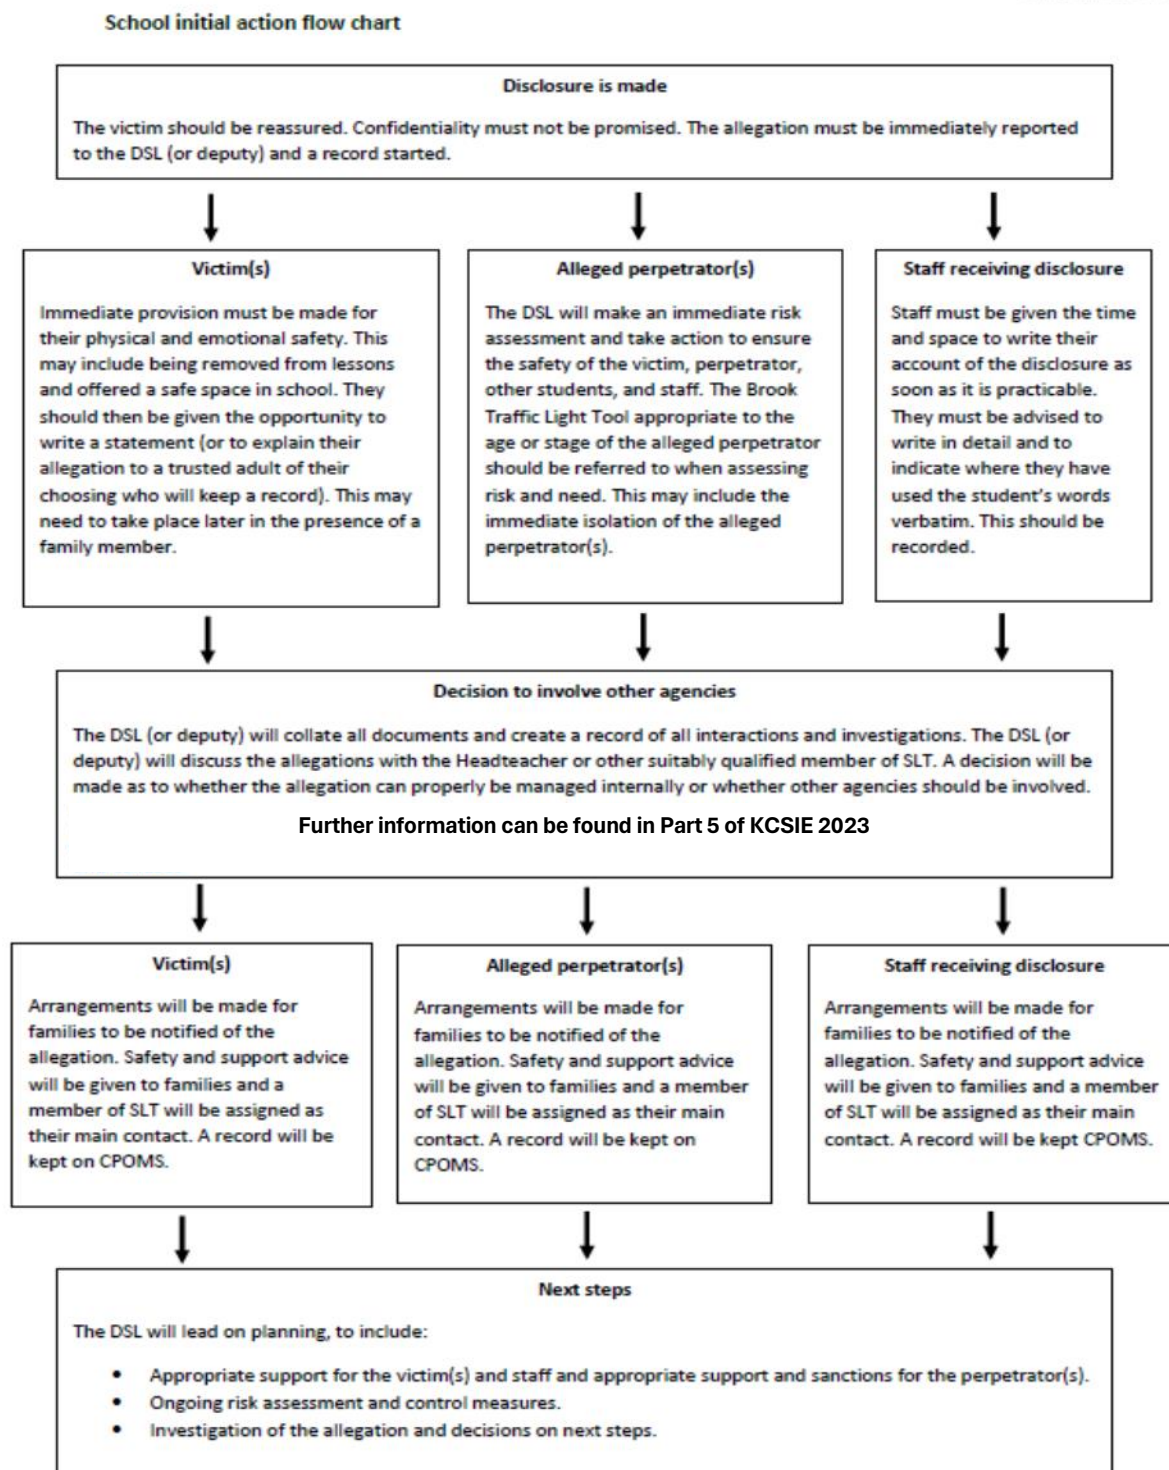 School initial action flow chart
Disclosure is made
The victim should be reassured. Confidentiality must not be promised. The allegation must be immediately reported
to the DSL (or deputy) and a record started.
Victim(s)
Immediate provision must be made for
their physical and emotional safety. This
may include being removed from lessons
and offered a safe space in school. They
should then be given the opportunity to
write a statement (or to explain their
allegation to a trusted adult of their
choosing who will keep a record). This may
need to take place later in the presence of a
family member.
Alleged perpetrator(s)
The DSL will make an immediate risk
assessment and take action to ensure
the safety of the victim, perpetrator,
other students, and staff. The Brook
Traffic Light Tool appropriate to the
age or stage of the alleged perpetrator
should be referred to when assessing
risk and need. This may include the
immediate isolation of the alleged
perpetrator(s).
Staff receiving disclosure
Staff must be given the time
and space to write their
account of the disclosure as
soon as it is practicable.
They must be advised to
write in detail and to
indicate where they have
used the student's words
verbatim. This should be
recorded.
Decision to involve other agencies
The DSL (or deputy) will collate all documents and create a record of all interactions and investigations. The DSL (or
deputy) will discuss the allegations with the Headteacher or other suitably qualified member of SLT. A decision will be
made as to whether the allegation can properly be managed internally or whether other agencies should be involved.
Further information can be found in Part 5 of KCSIE 2023
Victim(s)
Arrangements will be made for
families to be notified of the
allegation. Safety and support advice
will be given to families and a
member of SLT will be assigned as
their main contact. A record will be
kept on CPOMS.
Alleged perpetrator(s)
Arrangements will be made for
families to be notified of the
allegation. Safety and support advice
will be given to families and a member
of SLT will be assigned as their main
contact. A record will be kept on
CPOMS.
Staff receiving disclosure
Arrangements will be made for
families to be notified of the
allegation. Safety and support advice
will be given to families and a member
of SLT will be assigned as their main
contact. A record will be kept CPOMS.
Next steps
The DSL will lead on planning, to include:
• Appropriate support for the victim(s) and staff and appropriate support and sanctions for the perpetrator(s).
• Ongoing risk assessment and control measures.
• Investigation of the allegation and decisions on next steps.